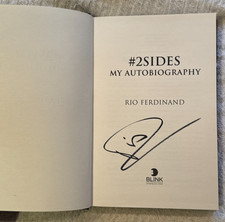 #2SIDES
MY AUTOBIOGRAPHY
RIO FERDINAND
BLINK